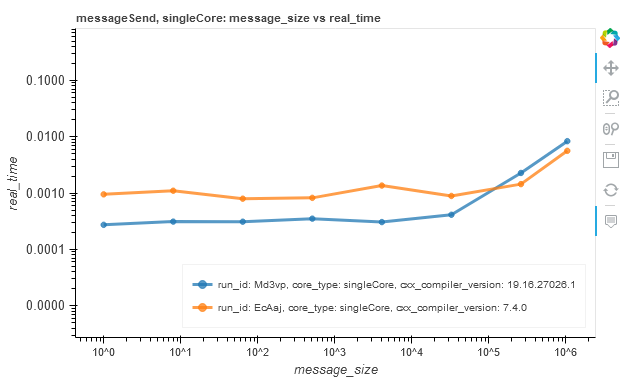 messageSend, singleCore: message_size vs real_time
0.1000
0.0100
0.0010
0.0001
0.0000
real_time
run_id: Md3vp, core_type: singleCore, cxx_compiler_version: 19.16.27026.1
run_id: EcAaj, core_type: singleCore, cxx_compiler_version: 7.4.0
10^0
10^1
10^2
10^3
10^4
10^5
10^6
message_size